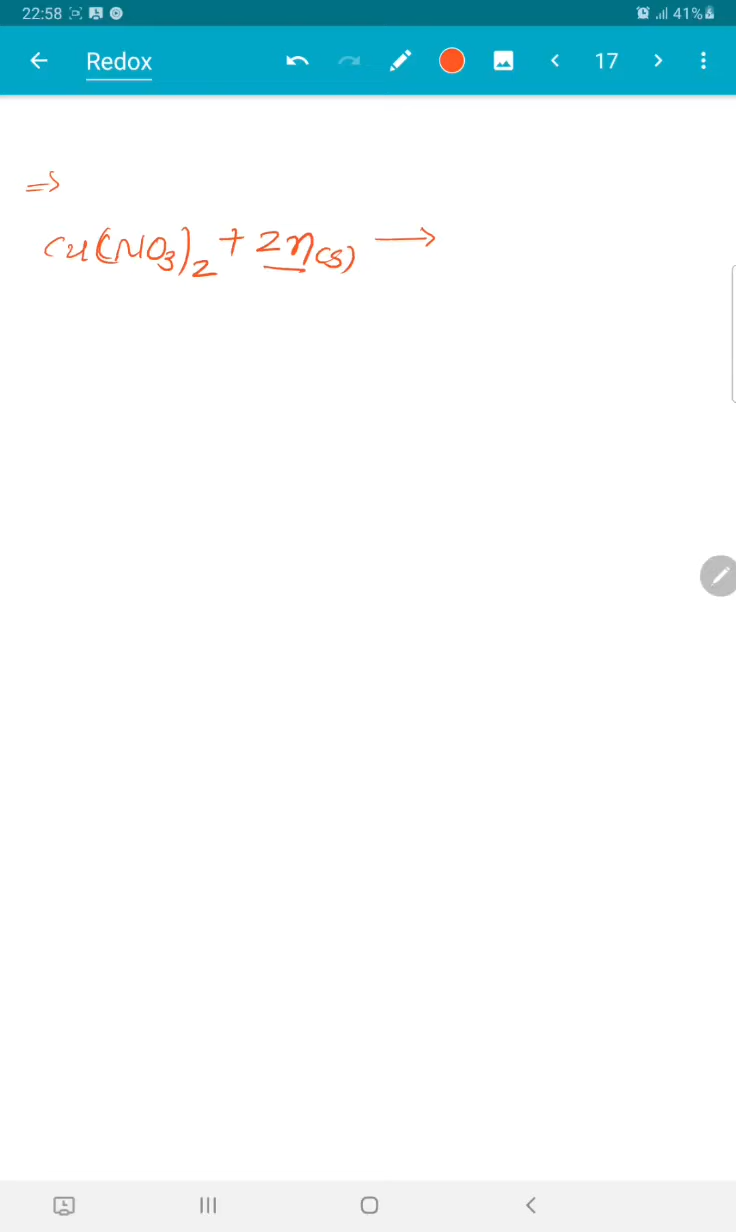 22:58 41%
Redox 17
⇒
Cu(NO3)2 + Zn(s) →